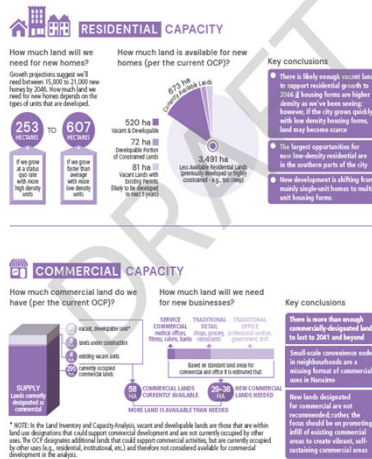 RESIDENTIAL CAPACITY
How much land will we
need for new homes?
Growth projections suggest we'll
need between 15,000 to 21,000 new
homes by 2046. How much land we
need for new homes depends on the
types of units that are developed.
253 TO 607
HECTARES HECTARES
If we grow
at a status
quo rate
with more
high density
units
If we grow
faster than
average
with more
low density
units
How much land is available for new
homes (per the current OCP)?
673 ha
Currently Available Lands
520 ha
Vacant & Developable
72 ha
Developable Portion
of Constrained Lands
81 ha
Vacant Lands with
Existing Permits
(likely to be developed
in next 5 years)
3,491 ha
Less Available Residential Lands
(previously developed or highly
constrained - e.g., too steep)
Key conclusions
There is likely enough vacant land
to support residential growth to
2046 if housing forms are higher
density as we've been seeing;
however, if the city grows quickly
with low density housing forms,
land may become scarce
The largest opportunities for
new low-density residential are
in the southern parts of the city
New development is shifting from
mainly single-unit homes to multi
unit housing forms
DRAFT
COMMERCIAL CAPACITY
How much commercial land do we
have (per the current OCP)?
vacant, developable land*
lands under construction
existing vacant units
currently occupied
commercial lands
SUPPLY
Lands currently
designated as
commercial
How much land will we need
for new businesses?
SERVICE
COMMERCIAL
medical offices,
fitness, salons, banks
TRADITIONAL
RETAIL
shops, grocery,
restaurants
TRADITIONAL
OFFICE
professional services,
government, tech
Based on standard land areas for
commercial and office it is estimated that:
58
HA
COMMERCIAL LANDS
CURRENTLY AVAILABLE
29-38
HA
NEW COMMERCIAL
LANDS NEEDED
MORE LAND IS AVAILABLE THAN NEEDED
Key conclusions
There is more than enough
commercially-designated land
to last to 2041 and beyond
Small-scale convenience node
in neighbourhoods are a
missing format of commercial
uses in Nanaimo
New lands designated
for commercial are not
recommended; rather, the
focus should be on promoting
infill of existing commercial
areas to create vibrant, self-
sustaining commercial areas
* NOTE: In the Land Inventory and Capacity Analysis, vacant and developable lands are those that are within
land use designations that could support commercial development and are not currently occupied by other
uses. The OCP designates additional lands that could support commercial activities, but are currently occupied
by other uses (e.g., residential, institutional, etc.) and therefore not considered available for commercial
development in the analysis.